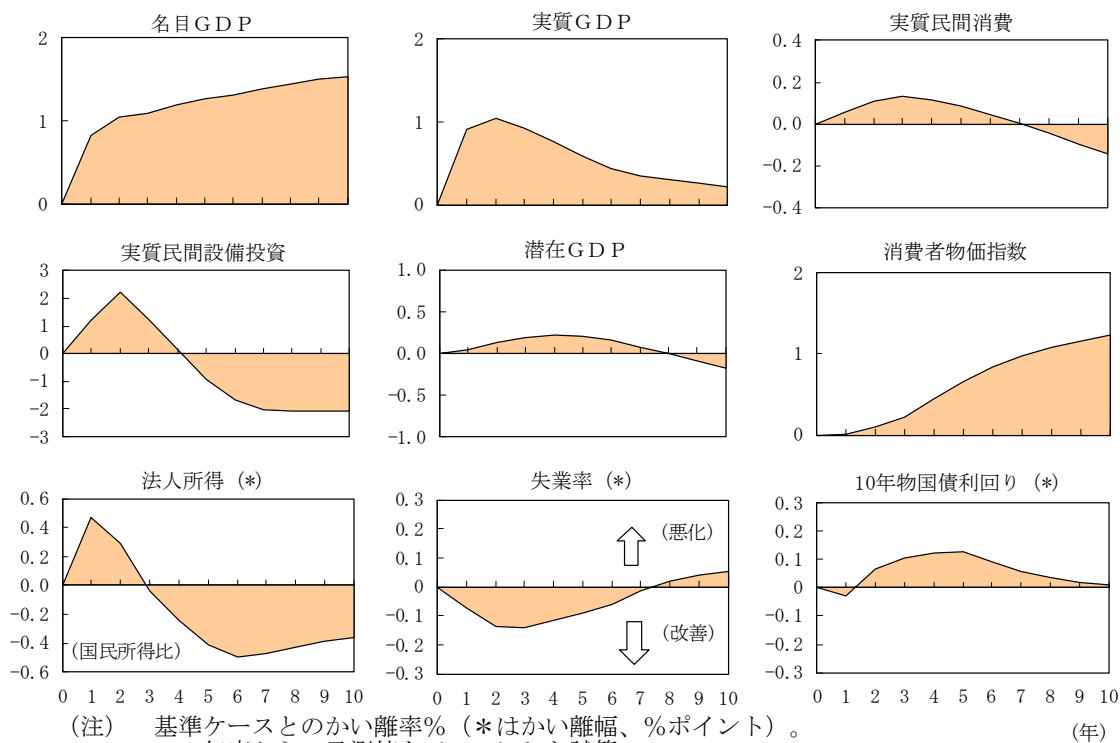 名目ＧＤＰ
2
1
0
実質ＧＤＰ
2
1
0
実質民間消費
0.4
0.2
0.0
-0.2
-0.4
実質民間設備投資
3
2
1
0
-1
-2
-3
潜在ＧＤＰ
1.0
0.5
0.0
-0.5
-1.0
消費者物価指数
2
1
0
法人所得（*）
0.6
0.4
0.2
0.0
-0.2
-0.4
-0.6
（国民所得比）
0 1 2 3 4 5 6 7 8 9 10
失業率（*）
0.3
0.2
0.1
0
-0.1
-0.2
-0.3
（悪化）
（改善）
0 1 2 3 4 5 6 7 8 9 10
10年物国債利回り（*）
0.3
0.2
0.1
0
-0.1
-0.2
-0.3
0 1 2 3 4 5 6 7 8 9 10
（年）
（注） 基準ケースとのかい離率％（＊はかい離幅、％ポイント）。